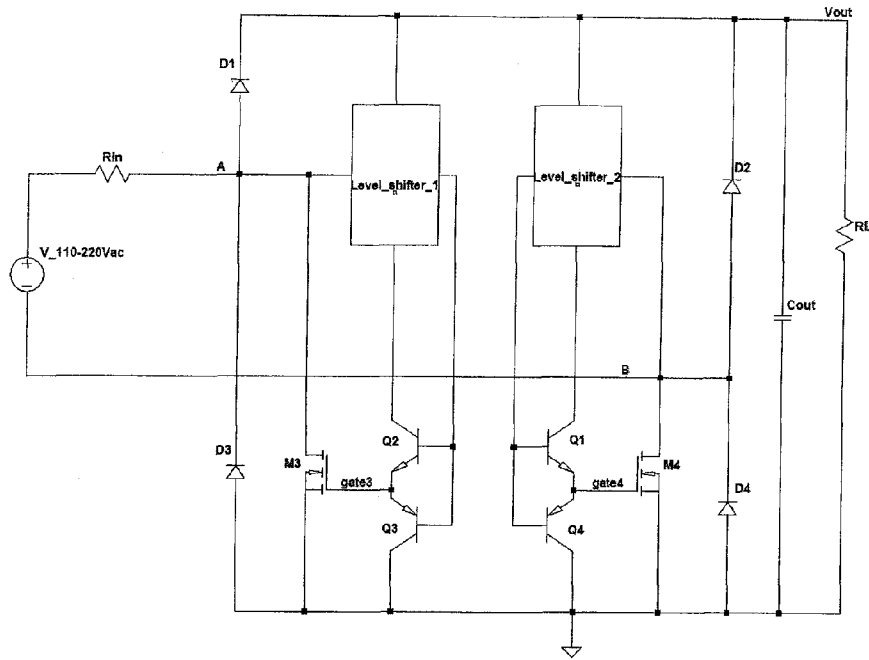 Vout
D1
Rin
A
Level_shifter_1
Level_shifter_2
D2
RL
V_110-220Vac
Cout
B
D3
Q2
Q1
M3
M4
gate3
gate4
D4
Q3
Q4